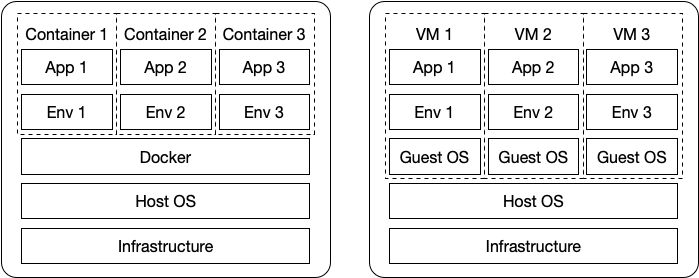 Container 1 Container 2 Container 3
App 1 App 2 App 3
Env 1 Env 2 Env 3
Docker
Host OS
Infrastructure
VM 1 VM 2 VM 3
App 1 App 2 App 3
Env 1 Env 2 Env 3
Guest OS Guest OS Guest OS
Host OS
Infrastructure